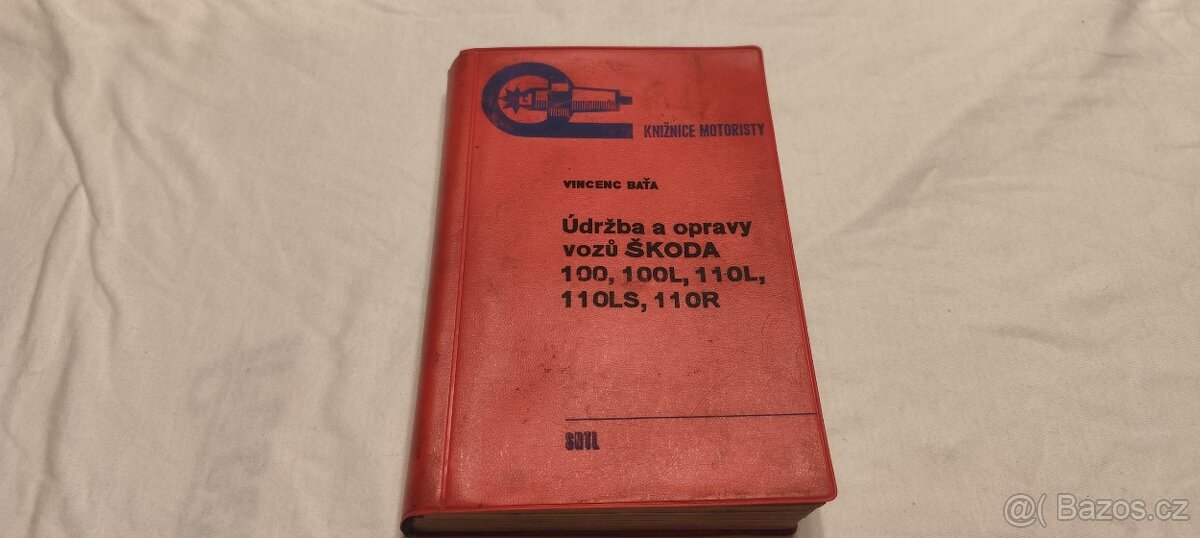 KNIŽNICE MOTORISTY
VINCENC BAŤA
Údržba a opravy
vozů ŠKODA
100, 100L, 110L,
110LS, 110R
SNTL
@( Bazos.cz